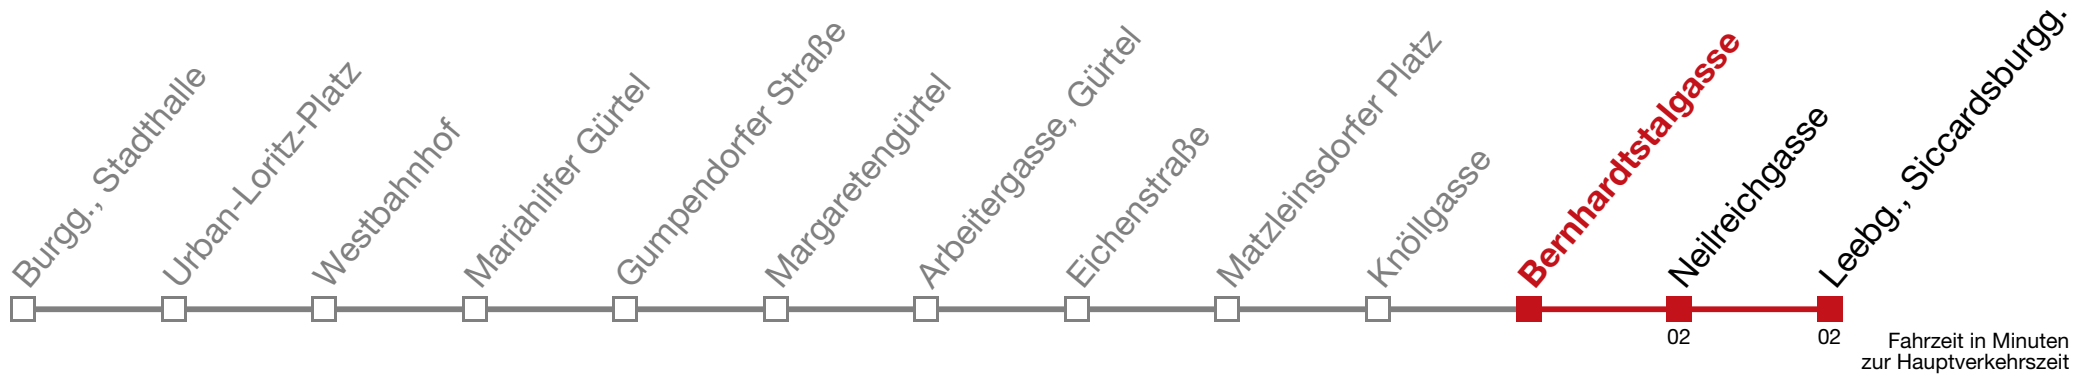 Burgg., Stadthalle
Urban-Loritz-Platz
Westbahnhof
Mariahilfer Gürtel
Gumpendorfer Straße
Margaretengürtel
Arbeitergasse, Gürtel
Eichenstraße
Matzleinsdorfer Platz
Knöllgasse
Bernhardtstalgasse
Neilreichgasse
Leebg., Siccardsburgg.
02
02
Fahrzeit in Minuten
zur Hauptverkehrszeit